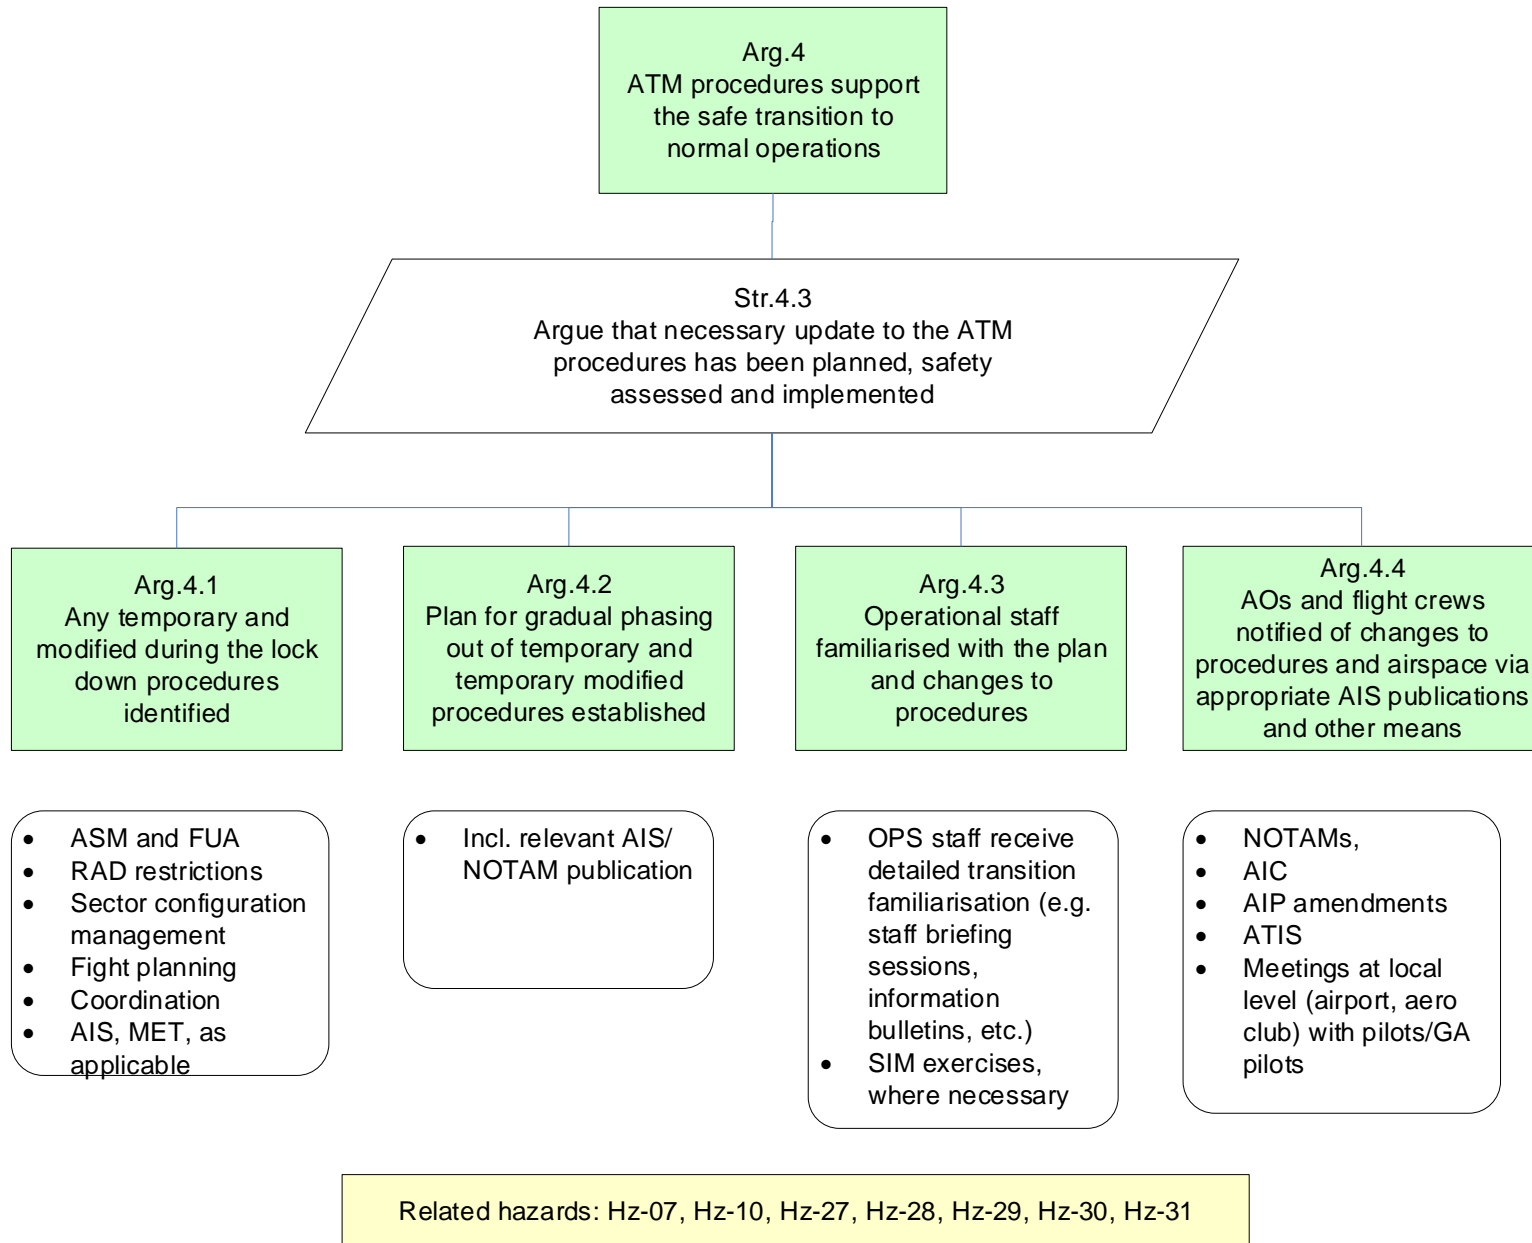 Arg.4
ATM procedures support
the safe transition to
normal operations
Str.4.3
Argue that necessary update to the ATM
procedures has been planned, safety
assessed and implemented
Arg.4.1
Any temporary and
modified during the lock
down procedures
identified
Arg.4.2
Plan for gradual phasing
out of temporary and
temporary modified
procedures established
Arg.4.3
Operational staff
familiarised with the plan
and changes to
procedures
Arg.4.4
AOs and flight crews
notified of changes to
procedures and airspace via
appropriate AIS publications
and other means
• ASM and FUA
• RAD restrictions
• Sector configuration
management
• Fight planning
• Coordination
• AIS, MET, as
applicable
• Incl. relevant AIS/
NOTAM publication
• OPS staff receive
detailed transition
familiarisation (e.g.
staff briefing
sessions,
information
bulletins, etc.)
• SIM exercises,
where necessary
• NOTAMs,
• AIC
• AIP amendments
• ATIS
• Meetings at local
level (airport, aero
club) with pilots/GA
pilots
Related hazards: Hz-07, Hz-10, Hz-27, Hz-28, Hz-29, Hz-30, Hz-31